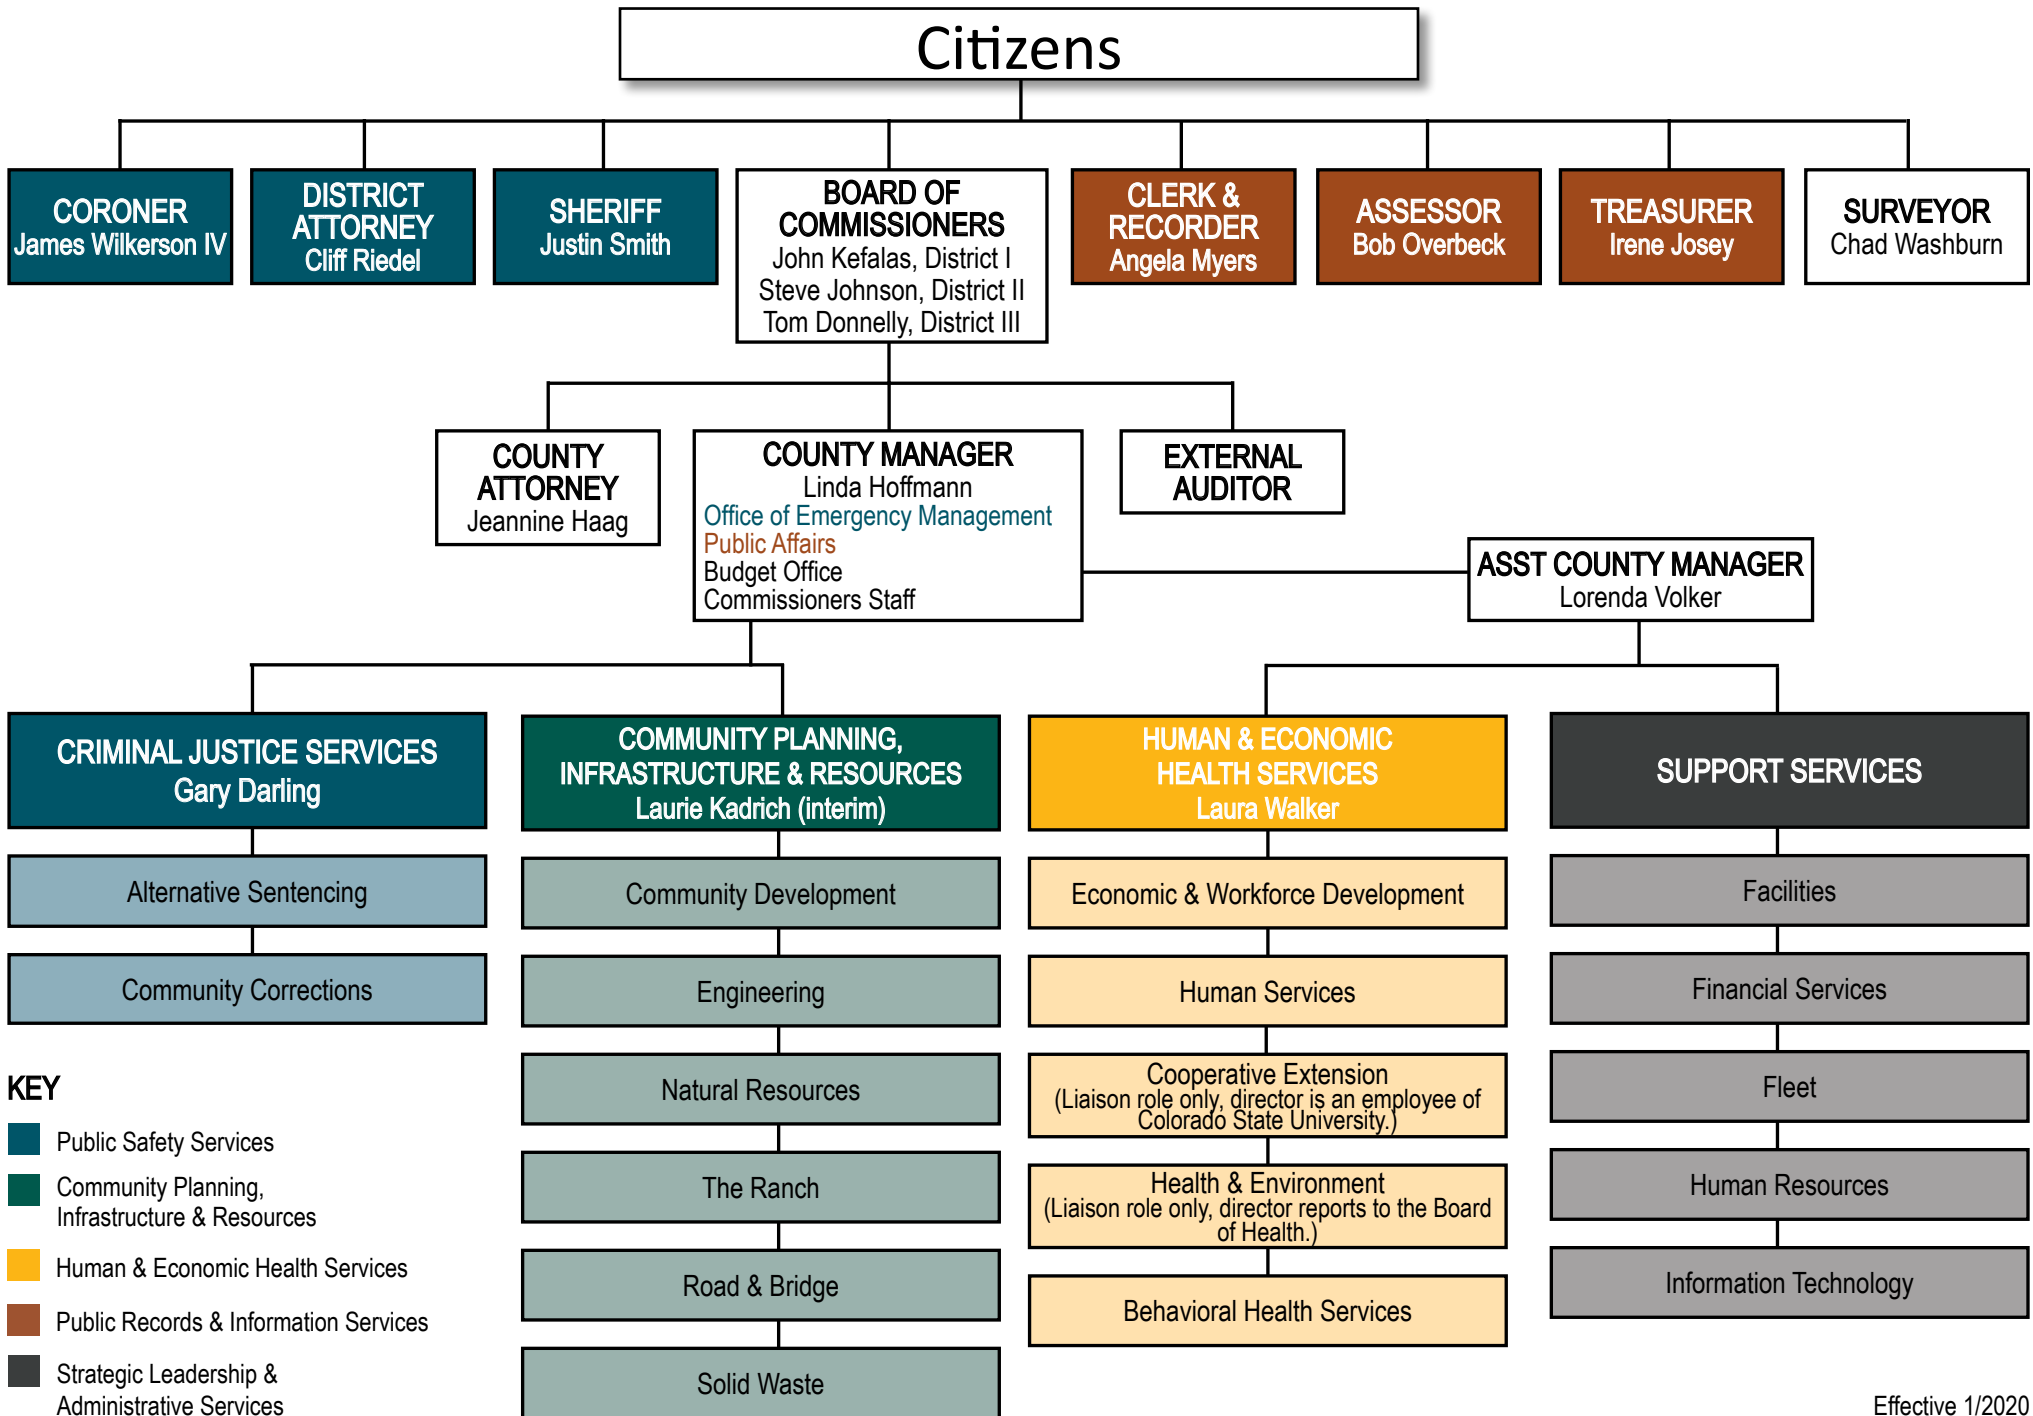 Citizens
CORONER
James Wilkerson IV
DISTRICT
ATTORNEY
Cliff Riedel
SHERIFF
Justin Smith
BOARD OF
COMMISSIONERS
John Kefalas, District I
Steve Johnson, District II
Tom Donnelly, District III
CLERK &
RECORDER
Angela Myers
ASSESSOR
Bob Overbeck
TREASURER
Irene Josey
SURVEYOR
Chad Washburn
COUNTY
ATTORNEY
Jeannine Haag
COUNTY MANAGER
Linda Hoffmann
Office of Emergency Management
Public Affairs
Budget Office
Commissioners Staff
EXTERNAL
AUDITOR
ASST COUNTY MANAGER
Lorenda Volker
CRIMINAL JUSTICE SERVICES
Gary Darling
Alternative Sentencing
Community Corrections
COMMUNITY PLANNING,
INFRASTRUCTURE & RESOURCES
Laurie Kadrich (interim)
Community Development
Engineering
Natural Resources
The Ranch
Road & Bridge
Solid Waste
HUMAN & ECONOMIC
HEALTH SERVICES
Laura Walker
Economic & Workforce Development
Human Services
Cooperative Extension
(Liaison role only, director is an employee of
Colorado State University.)
Health & Environment
(Liaison role only, director reports to the Board
of Health.)
Behavioral Health Services
SUPPORT SERVICES
Facilities
Financial Services
Fleet
Human Resources
Information Technology
KEY
Public Safety Services
Community Planning,
Infrastructure & Resources
Human & Economic Health Services
Public Records & Information Services
Strategic Leadership &
Administrative Services
Effective 1/2020